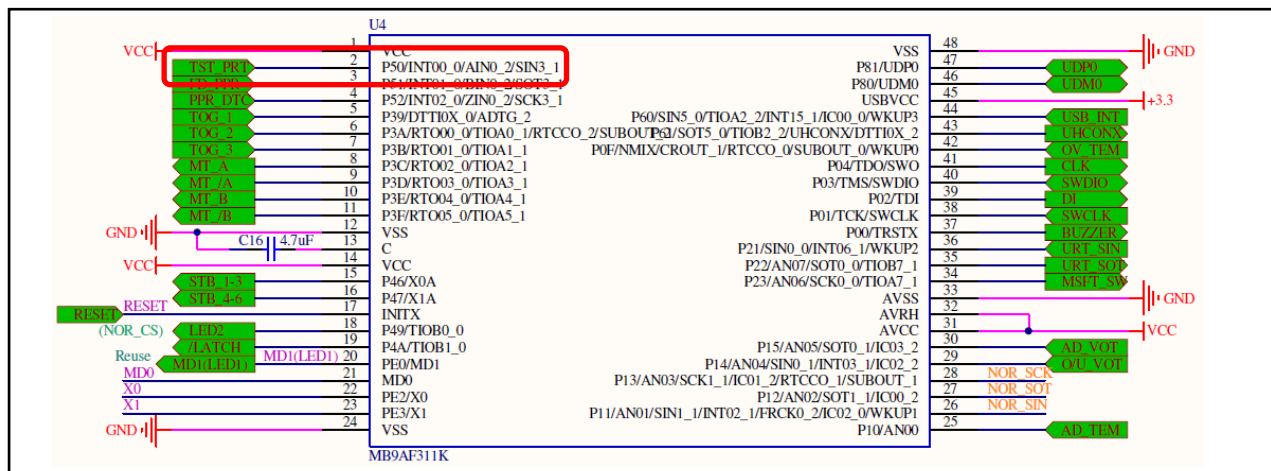 U4
VCC 1 VCC VSS 48 GND
TST_PRT 2 P50/INT00_0/AIN0_2/SIN3_1 P81/UDP0 47 UDP0
FD_PPR 3 P51/INT01_0/BIN0_2/SOT3_1 P80/UDM0 46 UDM0
PPR_DTC 4 P52/INT02_0/ZIN0_2/SCK3_1 USBVCC 45 +3.3
TOG_1 5 P39/DTTI0X_0/ADTG_2 P60/SIN5_0/TIOA2_2/INT15_1/IC00_0/WKUP3 44 USB_INT
TOG_2 6 P3A/RTO00_0/TIOA0_1/RTCCO_2/SUBOUT_2 P61/SOT5_0/TIOB2_2/UHCONX/DTTI0X_2 43 UHCONX
TOG_3 7 P3B/RTO01_0/TIOA1_1 P0F/NMIX/CROUT_1/RTCCO_0/SUBOUT_0/WKUP0 42 OV_TEM
MT_A 8 P3C/RTO02_0/TIOA2_1 P04/TDO/SWO 41 CLK
MT_/A 9 P3D/RTO03_0/TIOA3_1 P03/TMS/SWDIO 40 SWDIO
MT_B 10 P3E/RTO04_0/TIOA4_1 P02/TDI 39 DI
MT_/B 11 P3F/RTO05_0/TIOA5_1 P01/TCK/SWCLK 38 SWCLK
GND 12 VSS P00/TRSTX 37 BUZZER
C16 4.7uF 13 C P21/SIN0_0/INT06_1/WKUP2 36 URT_SIN
VCC 14 VCC P22/AN07/SOT0_0/TIOB7_1 35 URT_SOT
STB_1-3 15 P46/X0A P23/AN06/SCK0_0/TIOA7_1 34 MSFT_SW
STB_4-6 16 P47/X1A AVSS 33 GND
RESET RESET 17 INITX AVRH 32
(NOR_CS) LED2 18 P49/TIOB0_0 AVCC 31 VCC
/LATCH 19 P4A/TIOB1_0 P15/AN05/SOT0_1/IC03_2 30 AD_VOT
Reuse MD1(LED1) MD1(LED1) 20 PE0/MD1 P14/AN04/SIN0_1/INT03_1/IC02_2 29 O/U_VOT
MD0 21 MD0 P13/AN03/SCK1_1/IC01_2/RTCCO_1/SUBOUT_1 28 NOR_SCK
X0 22 PE2/X0 P12/AN02/SOT1_1/IC00_2 27 NOR_SOT
X1 23 PE3/X1 P11/AN01/SIN1_1/INT02_1/FRCK0_2/IC02_0/WKUP1 26 NOR_SIN
GND 24 VSS P10/AN00 25 AD_TEM
MB9AF311K